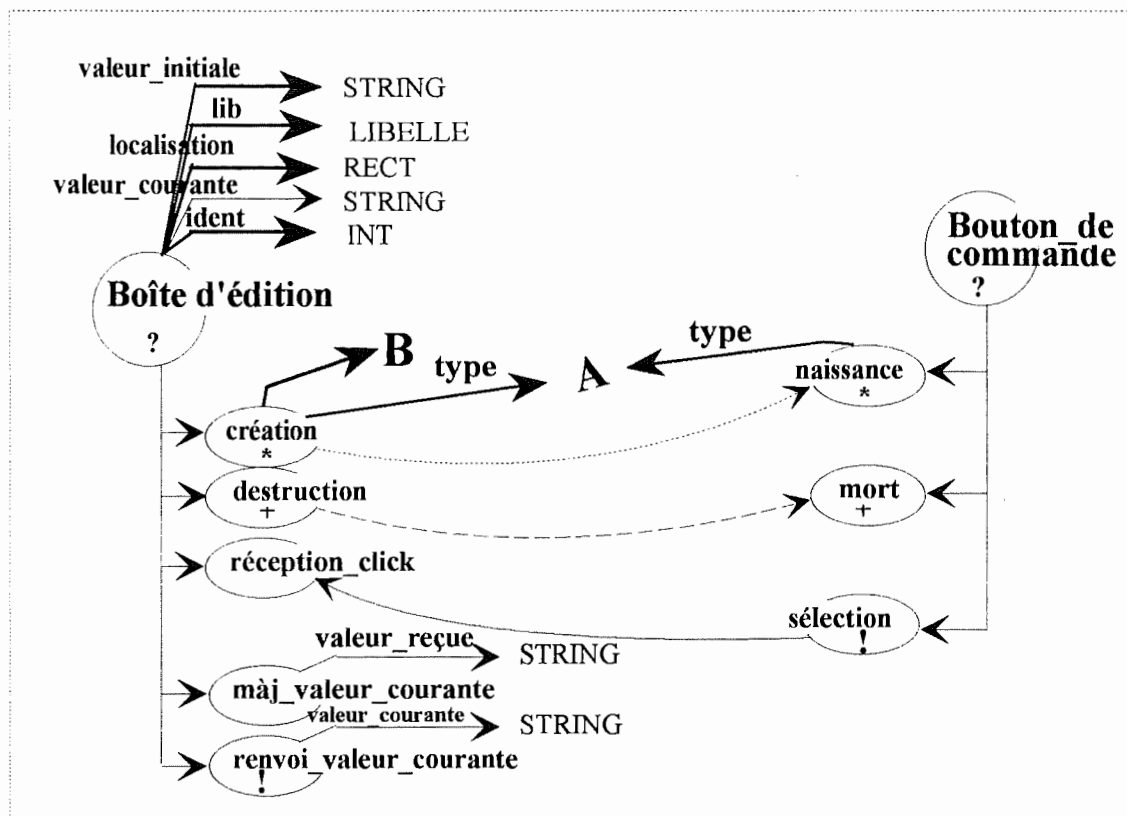 valeur_initiale
STRING
lib
LIBELLE
localisation
RECT
valeur_courante
STRING
ident
INT
Boîte d'édition
?
Bouton_de
commande
?
B
type
A
type
naissance
*
création
*
destruction
+
mort
+
réception_click
sélection
!
valeur_reçue
STRING
màj_valeur_courante
valeur_courante
STRING
renvoi_valeur_courante
!